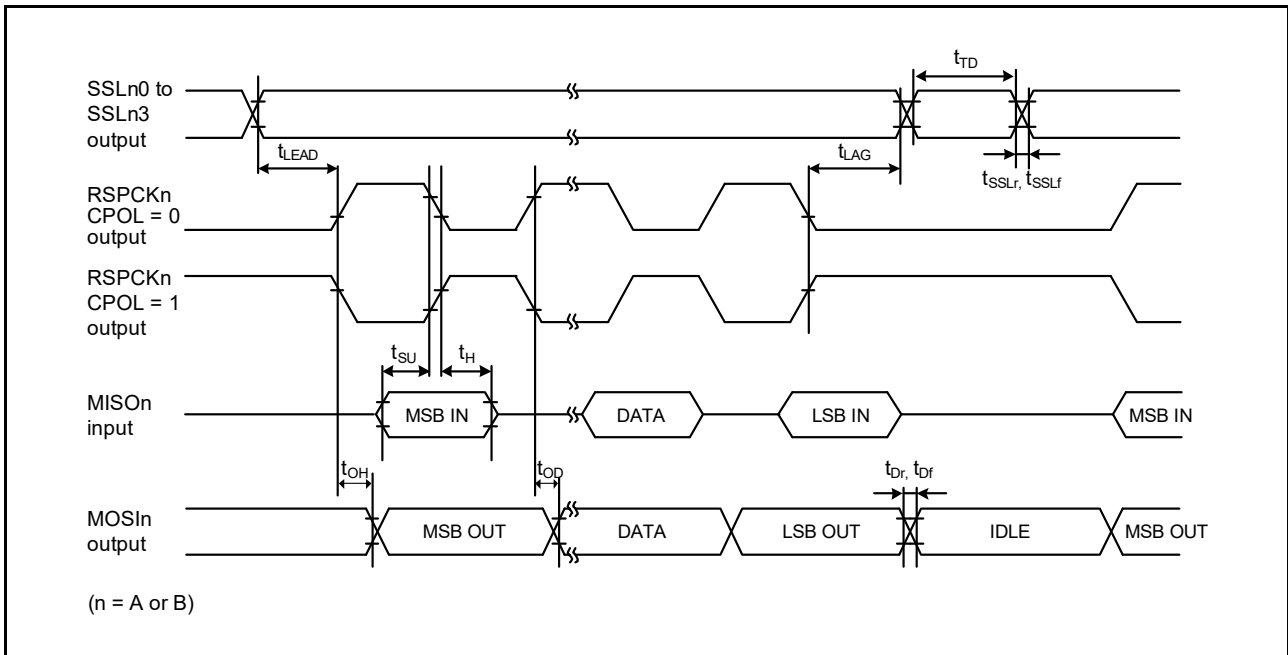 SSLn0 to
SSLn3
output
tTD
tLEAD
tLAG
tSSLr, tSSLf
RSPCKn
CPOL = 0
output
RSPCKn
CPOL = 1
output
tSU
tH
MISOn
input
MSB IN
DATA
LSB IN
MSB IN
tOH
tOD
tDr, tDf
MOSIn
output
MSB OUT
DATA
LSB OUT
IDLE
MSB OUT
(n = A or B)